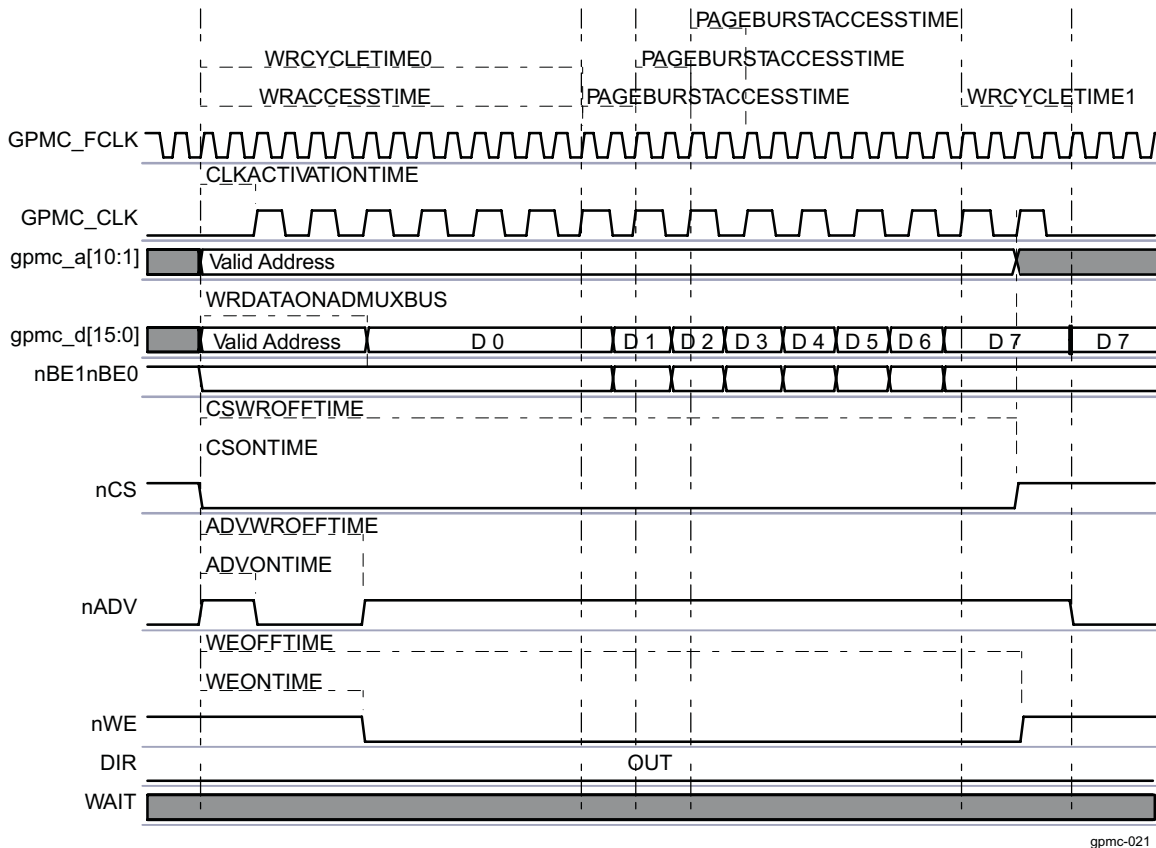 PAGEBURSTACCESSTIME
WRCYCLETIME0 PAGEBURSTACCESSTIME
WRACCESSTIME PAGEBURSTACCESSTIME WRCYCLETIME1
GPMC_FCLK
CLKACTIVATIONTIME
GPMC_CLK
gpmc_a[10:1] Valid Address
WRDATAONADMUXBUS
gpmc_d[15:0] Valid Address D 0 D 1 D 2 D 3 D 4 D 5 D 6 D 7 D 7
nBE1nBE0
CSWROFFTIME
CSONTIME
nCS
ADVWROFFTIME
ADVONTIME
nADV
WEOFFTIME
WEONTIME
nWE
DIR OUT
WAIT
gpmc-021